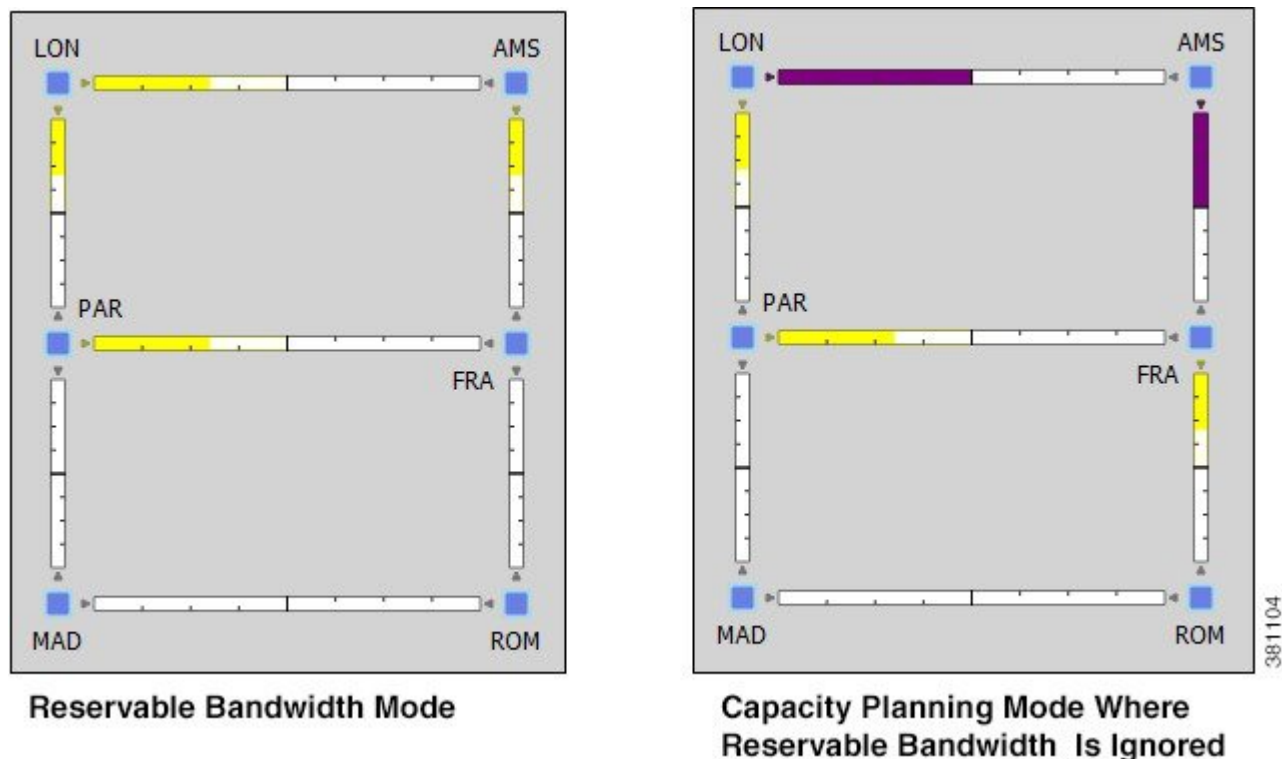 LON
AMS
PAR
FRA
MAD
ROM
Reservable Bandwidth Mode
LON
AMS
PAR
FRA
MAD
ROM
Capacity Planning Mode Where
Reservable Bandwidth Is Ignored
381104